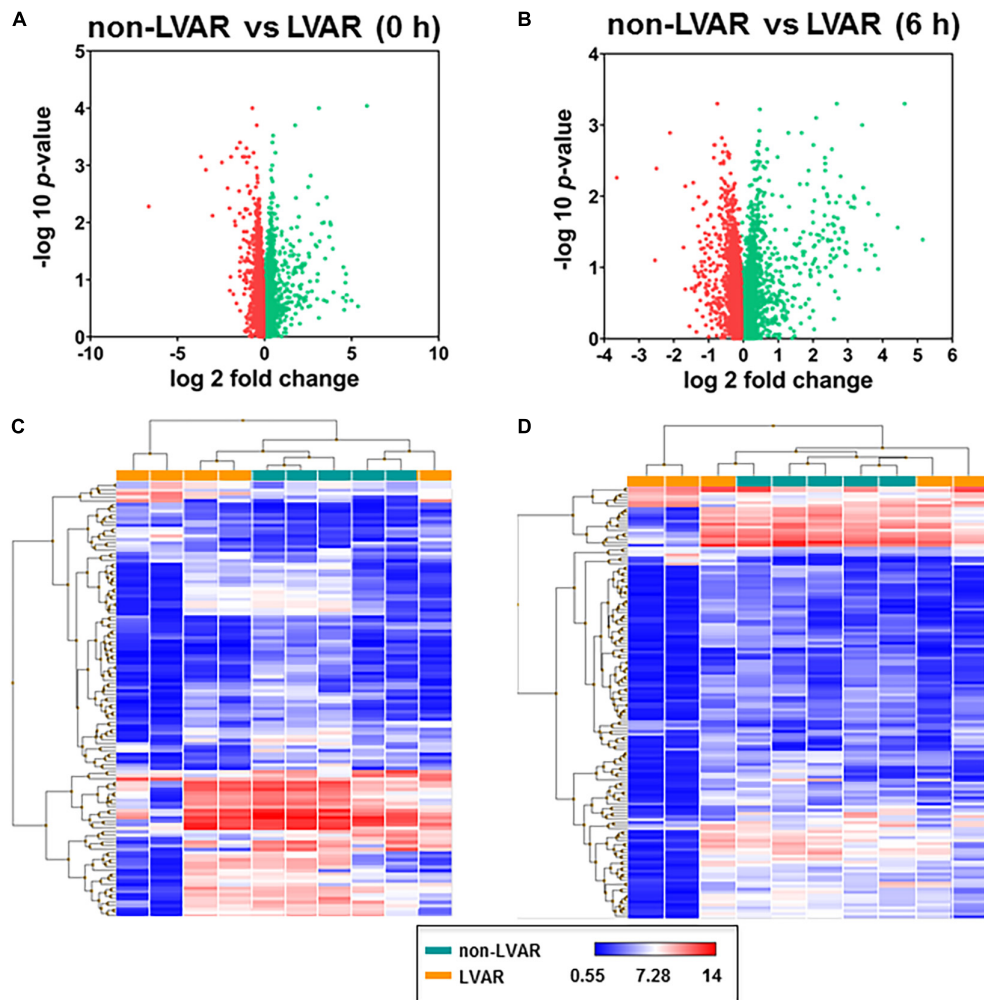 A
non-LVAR vs LVAR (0 h)
5
4
3
2
1
0
-10
-5
0
5
10
-log 10 p-value
log 2 fold change
B
non-LVAR vs LVAR (6 h)
4
3
2
1
0
-4
-3
-2
-1
0
1
2
3
4
5
6
-log 10 p-value
log 2 fold change
C
D
non-LVAR
LVAR
0.55 7.28 14